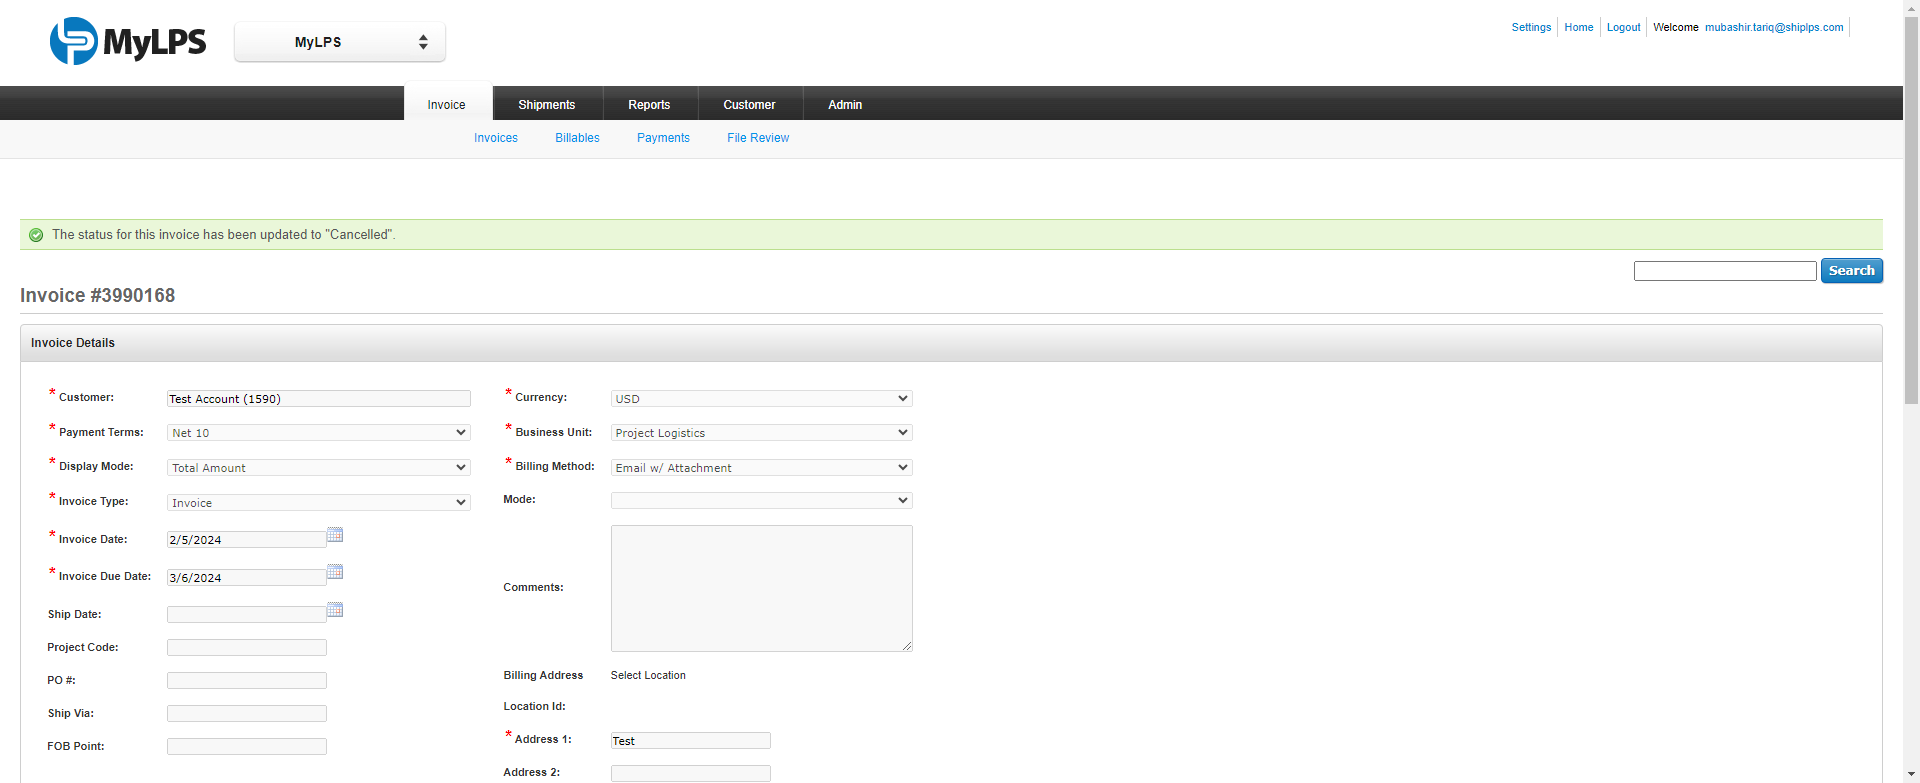 MyLPS
MyLPS
Settings Home Logout Welcome mubashir.tariq@shiplps.com
Invoice Shipments Reports Customer Admin
Invoices Billables Payments File Review
The status for this invoice has been updated to "Cancelled".
Search
Invoice #3990168
Invoice Details
* Customer: Test Account (1590)
* Payment Terms: Net 10
* Display Mode: Total Amount
* Invoice Type: Invoice
* Invoice Date: 2/5/2024
* Invoice Due Date: 3/6/2024
Ship Date:
Project Code:
PO #:
Ship Via:
FOB Point:
* Currency: USD
* Business Unit: Project Logistics
* Billing Method: Email w/ Attachment
Mode:
Comments:
Billing Address Select Location
Location Id:
* Address 1: Test
Address 2: